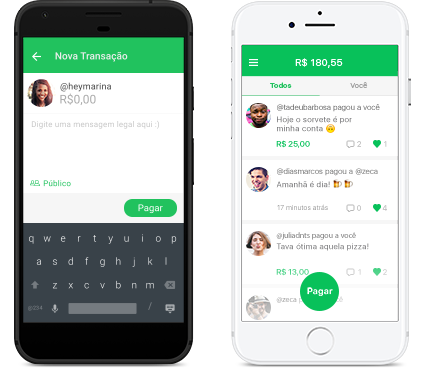 Nova Transação
@heymarina
R$0,00
Digite uma mensagem legal aqui :)
Público
Pagar
q w e r t y u i o p
a s d f g h j k l
z x c v b n m
/
R$ 180,55
Todos
Você
@tadeubarbosa pagou a você
Hoje o sorvete é por
minha conta
R$ 25,00
2
1
@diasmarcos pagou a @zeca
Amanhã é dia!
17 minutos atrás
0
4
@juliadnts pagou a você
Tava ótima aquela pizza!
R$ 13,00
1
2
Pagar
@zeca